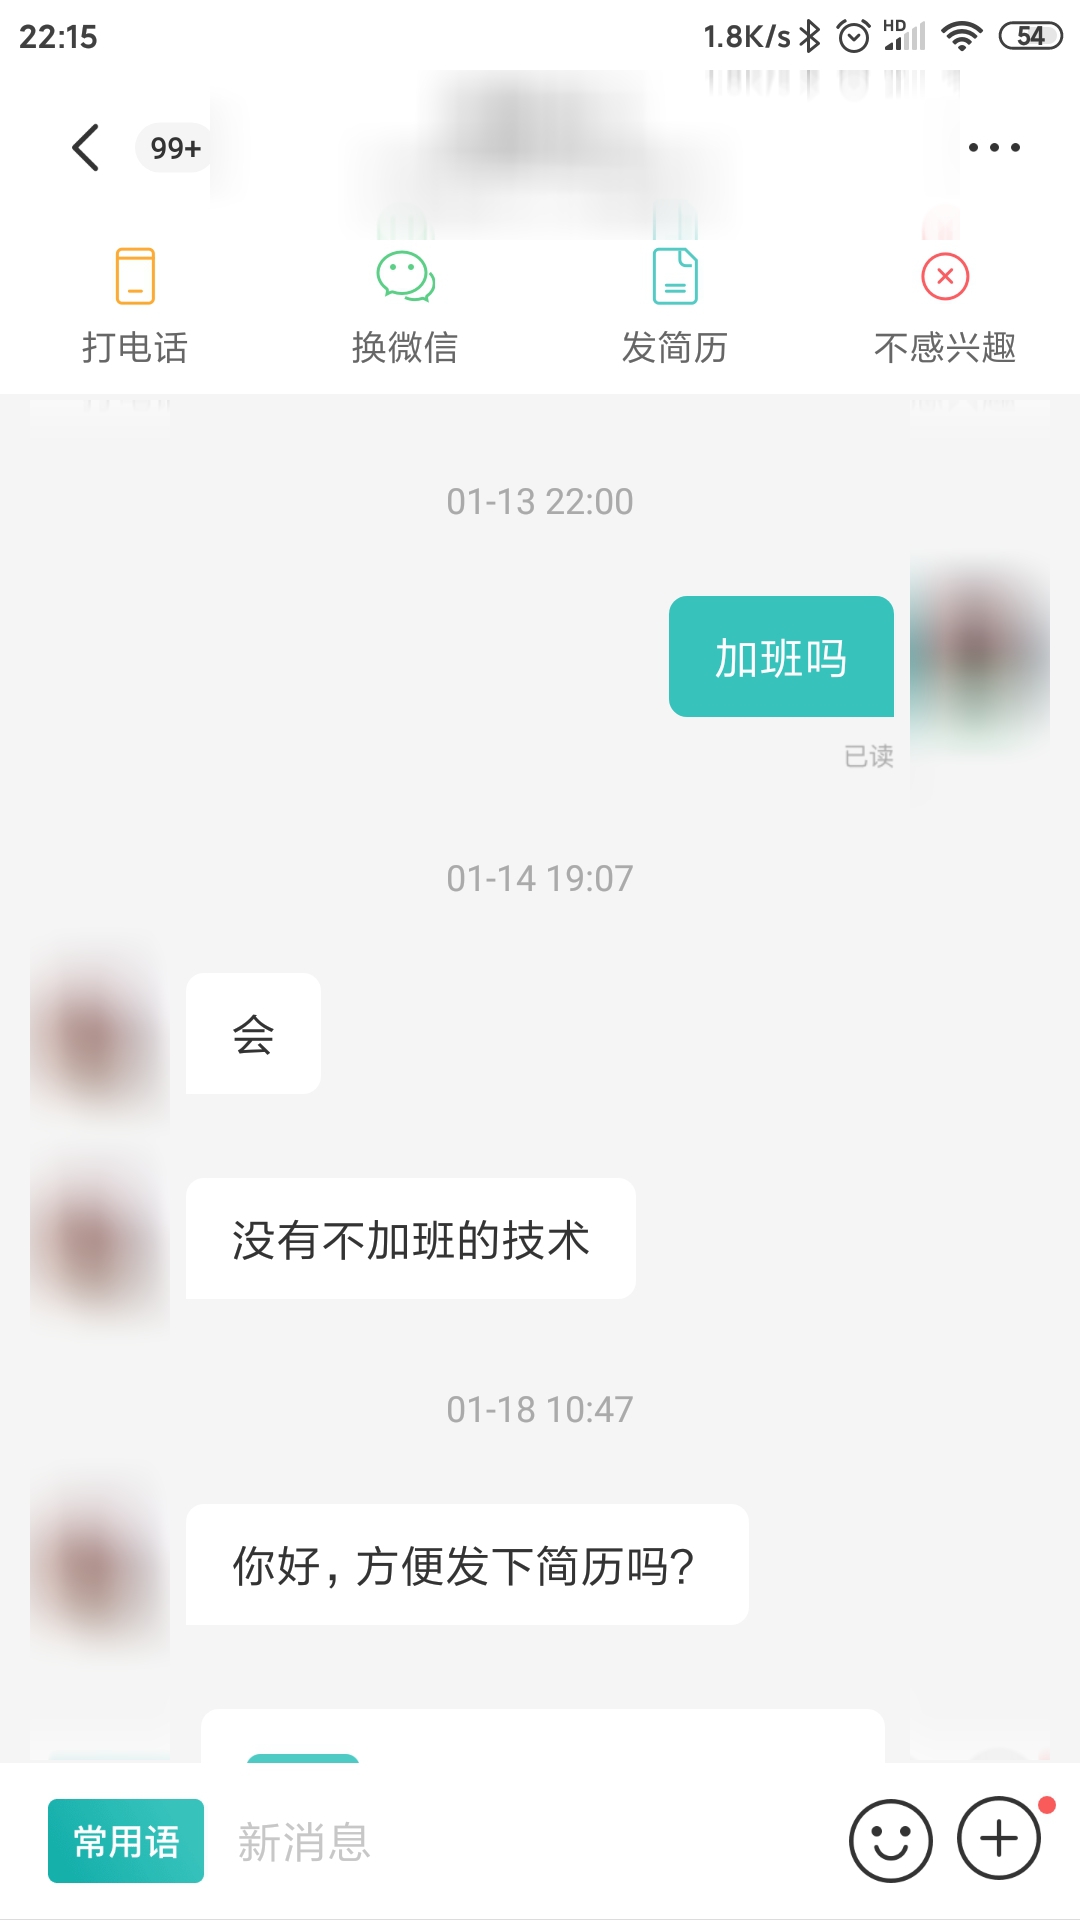 22:15
1.8K/s
HD
54
99+
打电话
换微信
发简历
不感兴趣
01-13 22:00
加班吗
已读
01-14 19:07
会
没有不加班的技术
01-18 10:47
你好，方便发下简历吗？
常用语
新消息